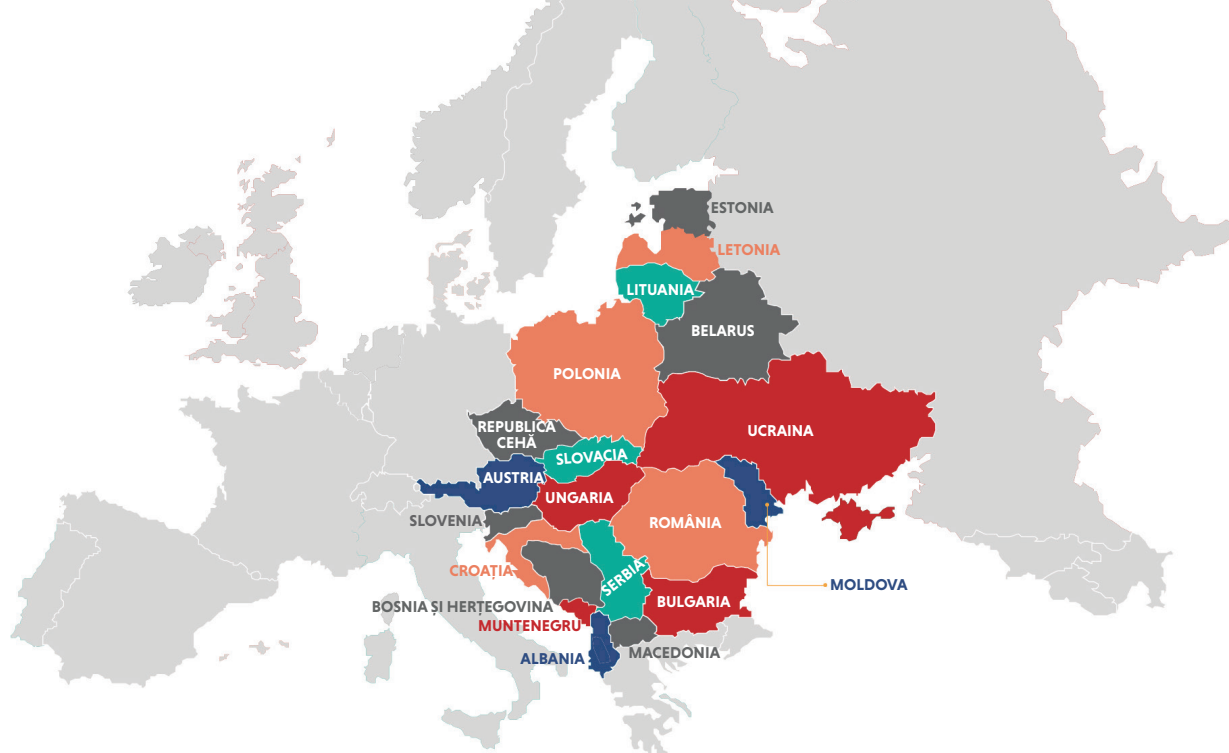 ESTONIA
LETONIA
LITUANIA
BELARUS
POLONIA
REPUBLICA
CEHĂ
UCRAINA
SLOVACIA
AUSTRIA
UNGARIA
SLOVENIA
ROMÂNIA
CROAȚIA
SERBIA
MOLDOVA
BOSNIA ȘI HERȚEGOVINA
BULGARIA
MUNTENEGRU
MACEDONIA
ALBANIA